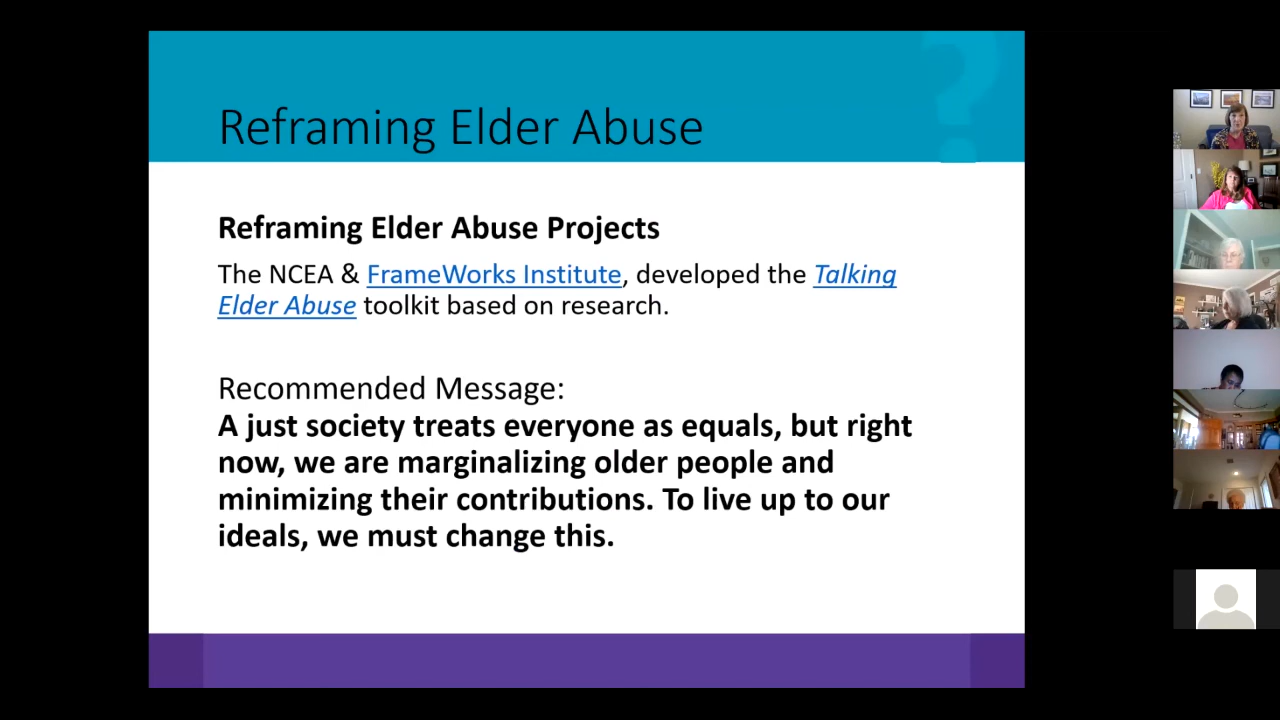 Reframing Elder Abuse
Reframing Elder Abuse Projects
The NCEA & FrameWorks Institute, developed the Talking
Elder Abuse toolkit based on research.
Recommended Message:
A just society treats everyone as equals, but right
now, we are marginalizing older people and
minimizing their contributions. To live up to our
ideals, we must change this.